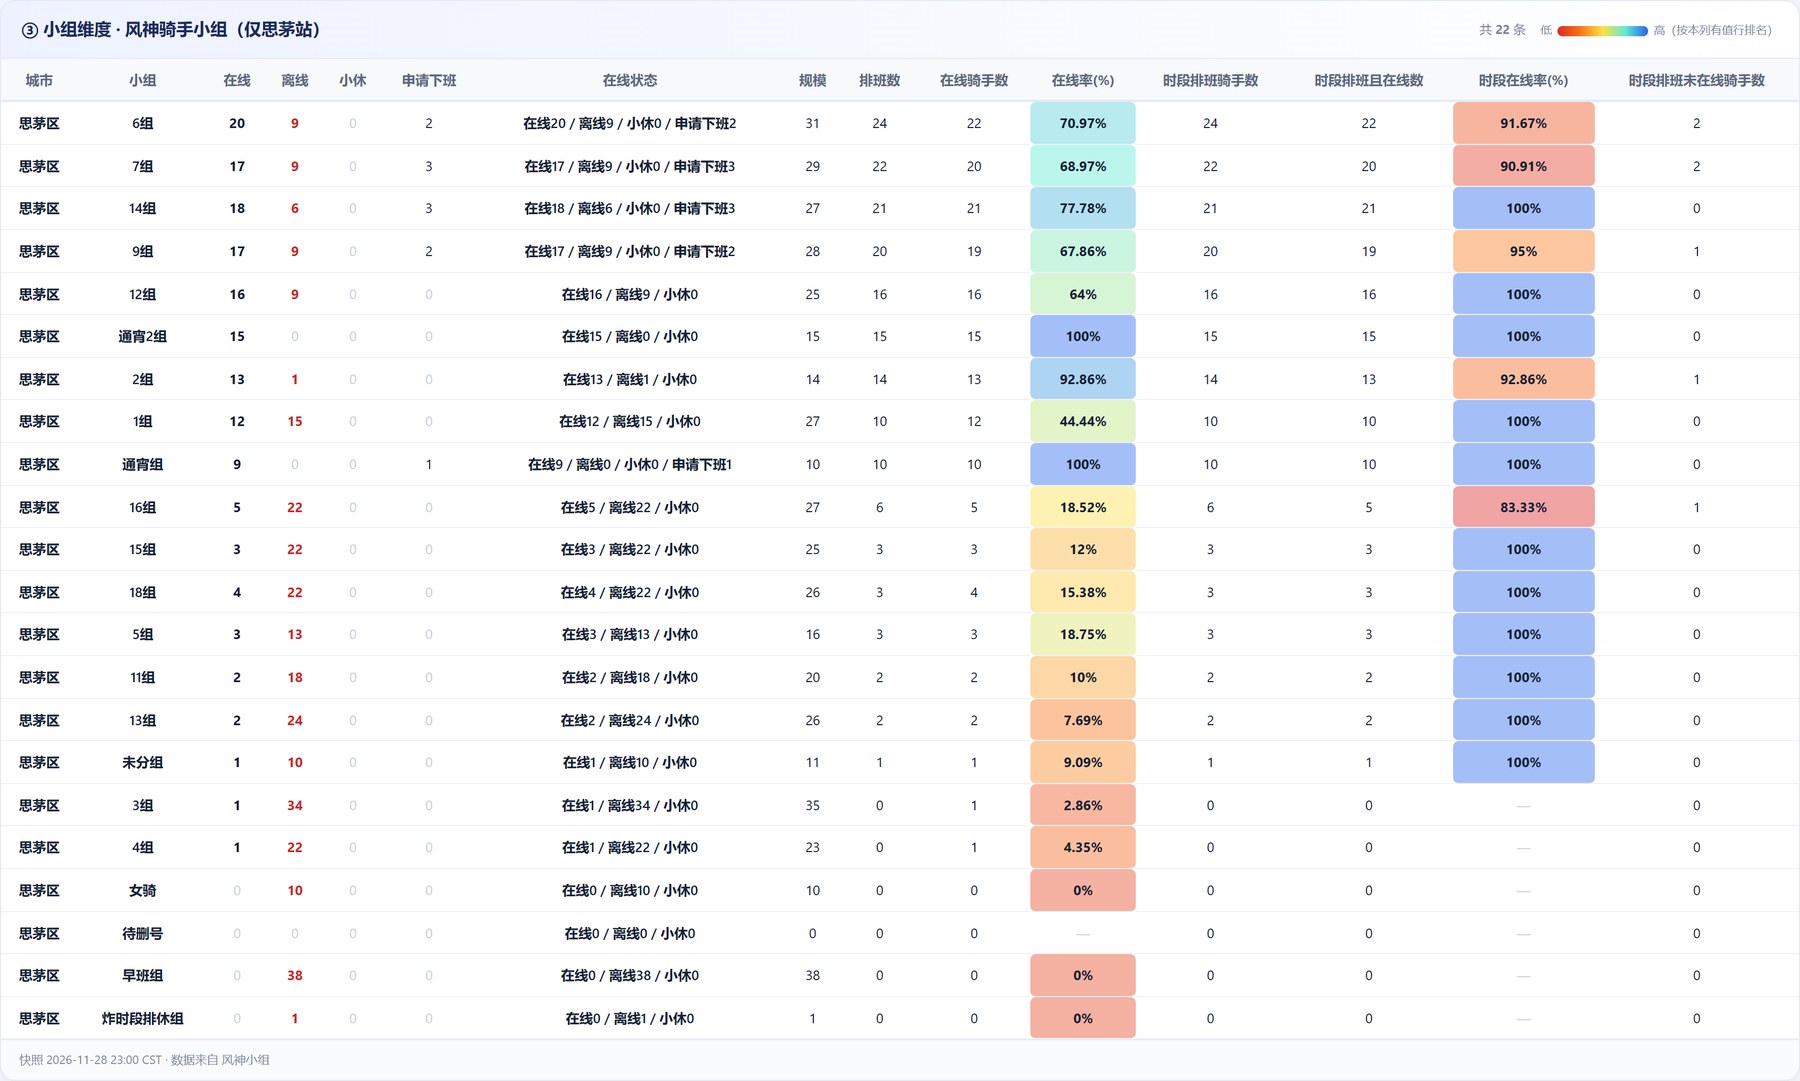 ③ 小组维度 · 风神骑手小组（仅思茅站）
共 22 条 低 高 (按本列有值行排名)
城市 小组 在线 离线 小休 申请下班 在线状态 规模 排班数 在线骑手数 在线率(%) 时段排班骑手数 时段排班且在线数 时段在线率(%) 时段排班未在线骑手数
思茅区 6组 20 9 0 2 在线20 / 离线9 / 小休0 / 申请下班2 31 24 22 70.97% 24 22 91.67% 2
思茅区 7组 17 9 0 3 在线17 / 离线9 / 小休0 / 申请下班3 29 22 20 68.97% 22 20 90.91% 2
思茅区 14组 18 6 0 3 在线18 / 离线6 / 小休0 / 申请下班3 27 21 21 77.78% 21 21 100% 0
思茅区 9组 17 9 0 2 在线17 / 离线9 / 小休0 / 申请下班2 28 20 19 67.86% 20 19 95% 1
思茅区 12组 16 9 0 0 在线16 / 离线9 / 小休0 25 16 16 64% 16 16 100% 0
思茅区 通宵2组 15 0 0 0 在线15 / 离线0 / 小休0 15 15 15 100% 15 15 100% 0
思茅区 2组 13 1 0 0 在线13 / 离线1 / 小休0 14 14 13 92.86% 14 13 92.86% 1
思茅区 1组 12 15 0 0 在线12 / 离线15 / 小休0 27 10 12 44.44% 10 10 100% 0
思茅区 通宵组 9 0 0 1 在线9 / 离线0 / 小休0 / 申请下班1 10 10 10 100% 10 10 100% 0
思茅区 16组 5 22 0 0 在线5 / 离线22 / 小休0 27 6 5 18.52% 6 5 83.33% 1
思茅区 15组 3 22 0 0 在线3 / 离线22 / 小休0 25 3 3 12% 3 3 100% 0
思茅区 18组 4 22 0 0 在线4 / 离线22 / 小休0 26 3 4 15.38% 3 3 100% 0
思茅区 5组 3 13 0 0 在线3 / 离线13 / 小休0 16 3 3 18.75% 3 3 100% 0
思茅区 11组 2 18 0 0 在线2 / 离线18 / 小休0 20 2 2 10% 2 2 100% 0
思茅区 13组 2 24 0 0 在线2 / 离线24 / 小休0 26 2 2 7.69% 2 2 100% 0
思茅区 未分组 1 10 0 0 在线1 / 离线10 / 小休0 11 1 1 9.09% 1 1 100% 0
思茅区 3组 1 34 0 0 在线1 / 离线34 / 小休0 35 0 1 2.86% 0 0 — 0
思茅区 4组 1 22 0 0 在线1 / 离线22 / 小休0 23 0 1 4.35% 0 0 — 0
思茅区 女骑 0 10 0 0 在线0 / 离线10 / 小休0 10 0 0 0% 0 0 — 0
思茅区 待删号 0 0 0 0 在线0 / 离线0 / 小休0 0 0 0 — 0 0 — 0
思茅区 早班组 0 38 0 0 在线0 / 离线38 / 小休0 38 0 0 0% 0 0 — 0
思茅区 炸时段排休组 0 1 0 0 在线0 / 离线1 / 小休0 1 0 0 0% 0 0 — 0
快照 2026-11-28 23:00 CST · 数据来自 风神小组